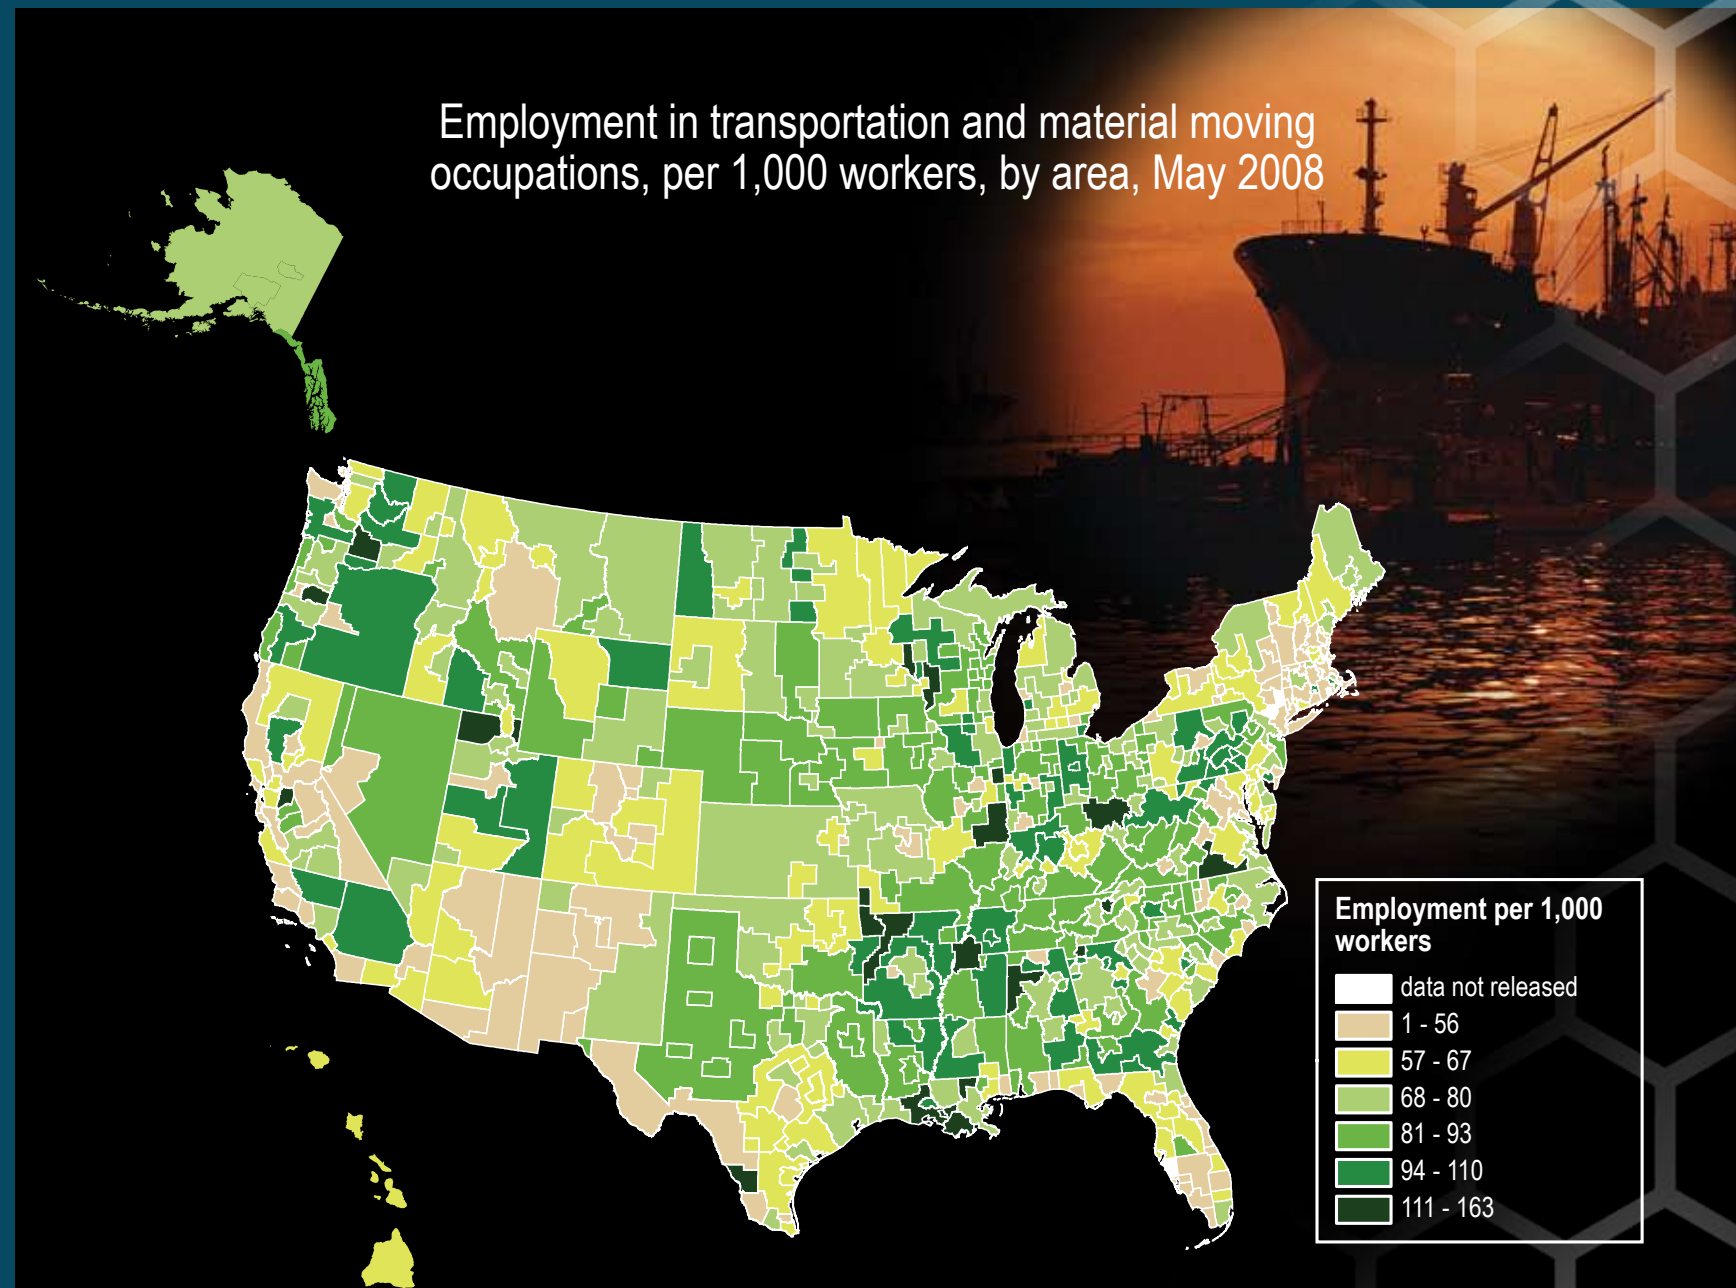 Employment in transportation and material moving
occupations, per 1,000 workers, by area, May 2008
Employment per 1,000
workers
data not released
1 - 56
57 - 67
68 - 80
81 - 93
94 - 110
111 - 163